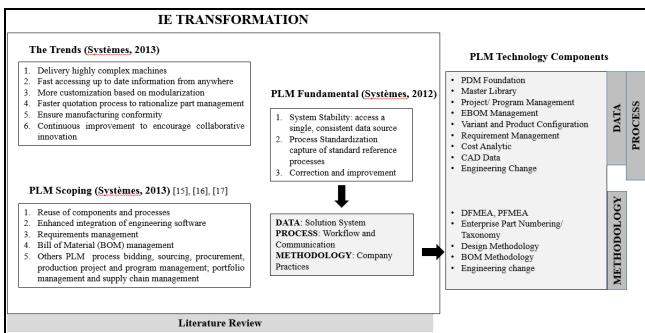 IE TRANSFORMATION
The Trends (Systèmes, 2013)
1. Delivery highly complex machines
2. Fast accessing up to date information from anywhere
3. More customization based on modularization
4. Faster quotation process to rationalize part management
5. Ensure manufacturing conformity
6. Continuous improvement to encourage collaborative
innovation
PLM Scoping (Systèmes, 2013) [15], [16], [17]
1. Reuse of components and processes
2. Enhanced integration of engineering software
3. Requirements management
4. Bill of Material (BOM) management
5. Others PLM process bidding, sourcing, procurement,
production project and program management; portfolio
management and supply chain management
PLM Fundamental (Systèmes, 2012)
1. System Stability: access a
single, consistent data source
2. Process Standardization
capture of standard reference
processes
3. Correction and improvement
DATA: Solution System
PROCESS: Workflow and
Communication
METHODOLOGY: Company
Practices
Literature Review
PLM Technology Components
• PDM Foundation
• Master Library
• Project/ Program Management
• EBOM Management
• Variant and Product Configuration
• Requirement Management
• Cost Analytic
• CAD Data
• Engineering Change
• DFMEA, PFMEA
• Enterprise Part Numbering/
Taxonomy
• Design Methodology
• BOM Methodology
• Engineering change
DATA
PROCESS
METHODOLOGY